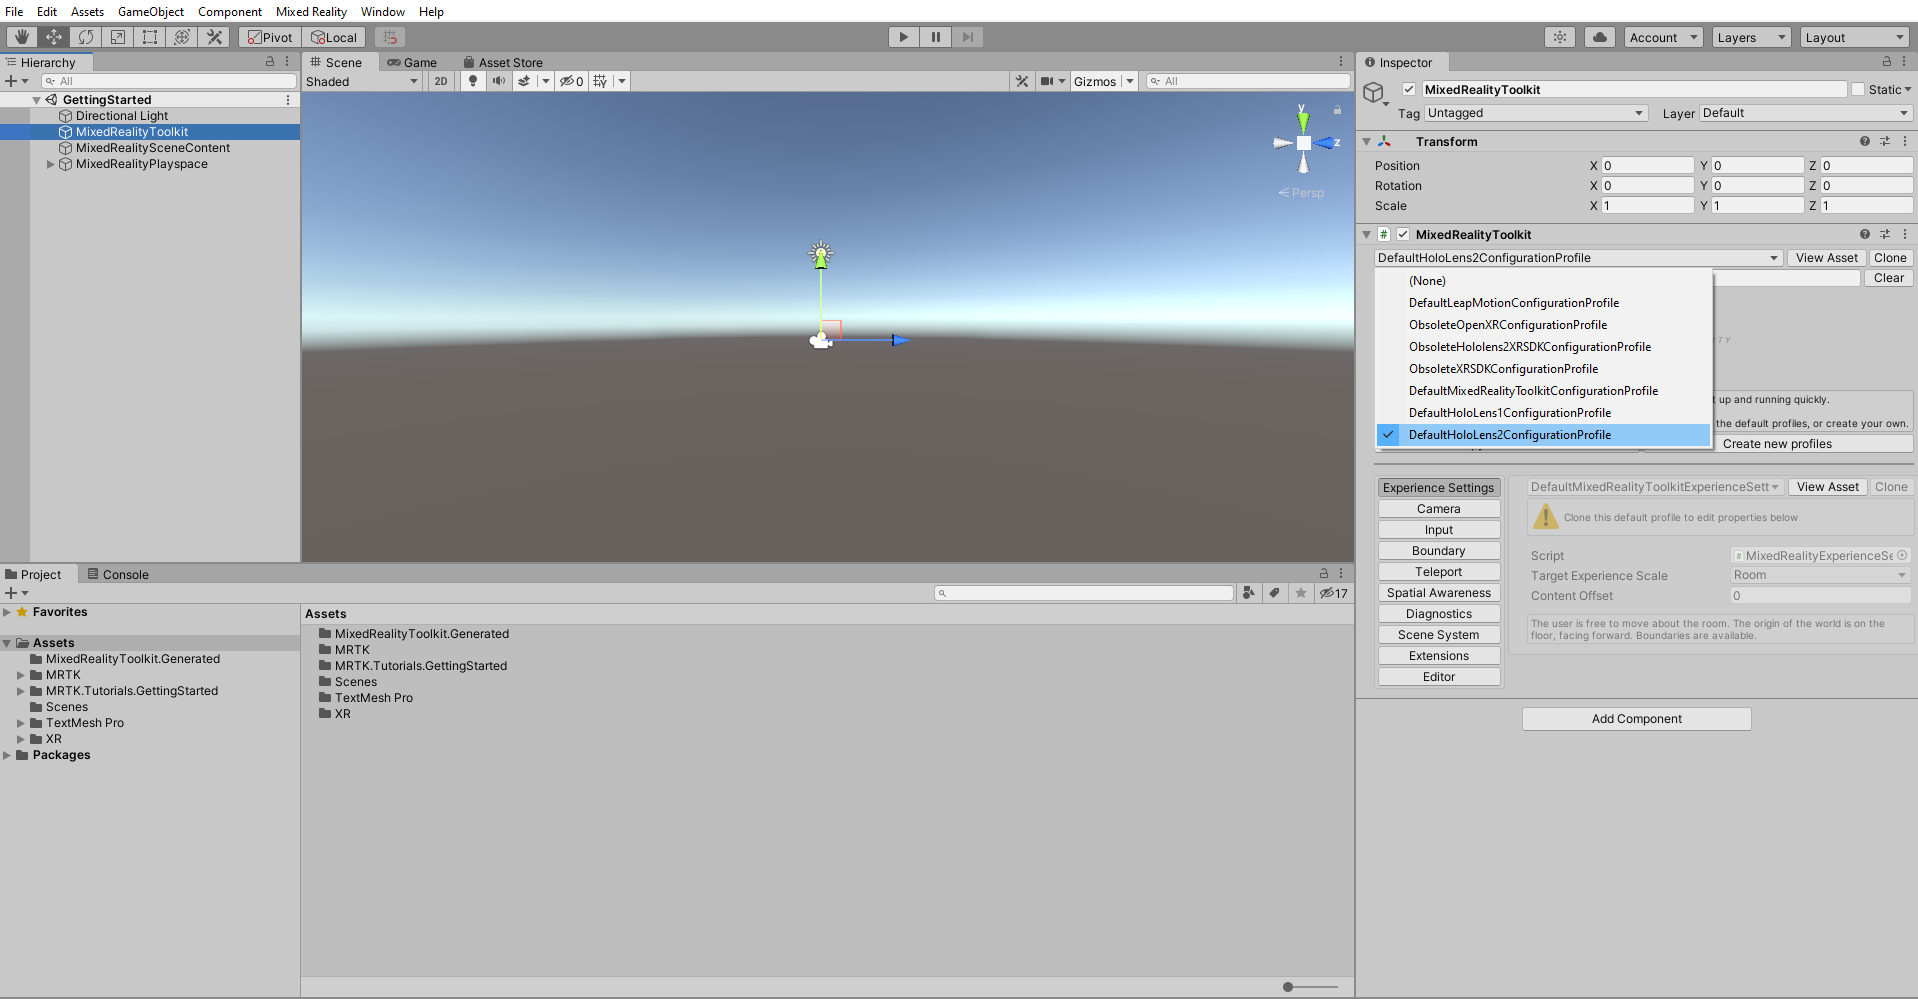 File Edit Assets GameObject Component Mixed Reality Window Help
Pivot Local Account Layers Layout
Hierarchy
All
GettingStarted
Directional Light
MixedRealityToolkit
MixedRealitySceneContent
MixedRealityPlayspace
Scene Game Asset Store
Shaded 2D 0 Gizmos All
y
z
Persp
Project Console
17
Favorites
Assets
MixedRealityToolkit.Generated
MRTK
MRTK.Tutorials.GettingStarted
Scenes
TextMesh Pro
XR
Packages
Assets
MixedRealityToolkit.Generated
MRTK
MRTK.Tutorials.GettingStarted
Scenes
TextMesh Pro
XR
Inspector
MixedRealityToolkit Static
Tag Untagged Layer Default
Transform
Position X 0 Y 0 Z 0
Rotation X 0 Y 0 Z 0
Scale X 1 Y 1 Z 1
# MixedRealityToolkit
DefaultHoloLens2ConfigurationProfile View Asset Clone
Clear
(None)
DefaultLeapMotionConfigurationProfile
ObsoleteOpenXRConfigurationProfile
ObsoleteHololens2XRSDKConfigurationProfile
ObsoleteXRSDKConfigurationProfile
DefaultMixedRealityToolkitConfigurationProfile
DefaultHoloLens1ConfigurationProfile
DefaultHoloLens2ConfigurationProfile
up and running quickly.
the default profiles, or create your own.
Create new profiles
Experience Settings
Camera
Input
Boundary
Teleport
Spatial Awareness
Diagnostics
Scene System
Extensions
Editor
DefaultMixedRealityToolkitExperienceSett View Asset Clone
Clone this default profile to edit properties below
Script # MixedRealityExperienceSe
Target Experience Scale Room
Content Offset 0
The user is free to move about the room. The origin of the world is on the
floor, facing forward. Boundaries are available.
Add Component